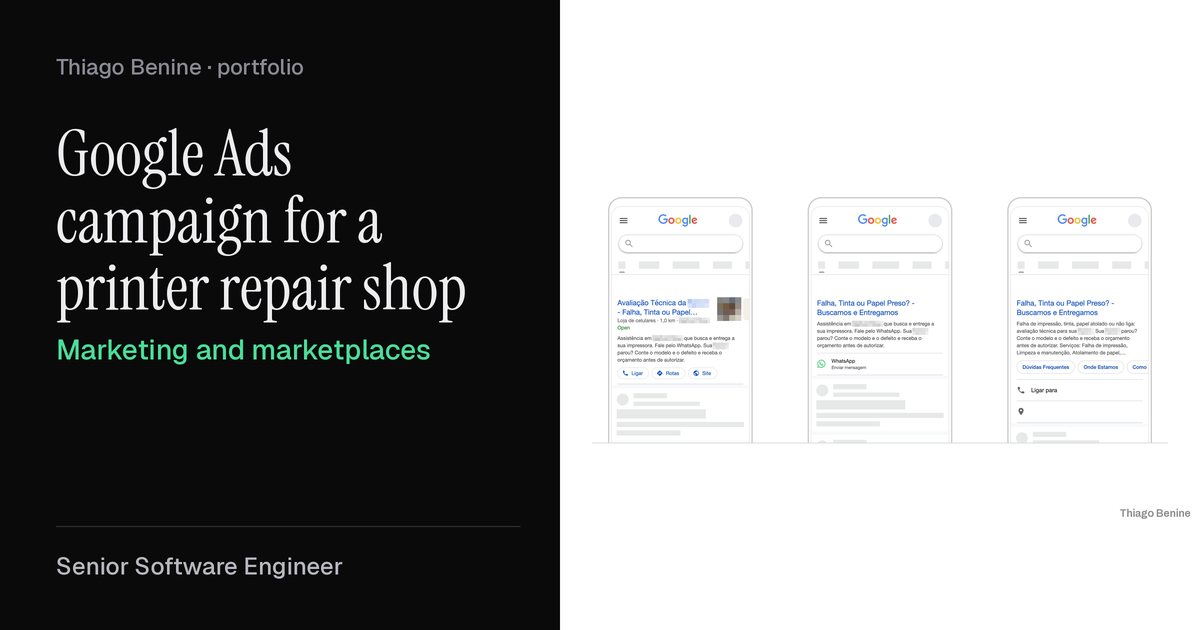 Thiago Benine · portfolio
Google Ads
campaign for a
printer repair shop
Marketing and marketplaces
Senior Software Engineer
Google
Avaliação Técnica da
- Falha, Tinta ou Papel...
Loja de celulares · 1,0 km ·
Open
Assistência em que busca e entrega a
sua impressora. Fale pelo WhatsApp. Sua
parou? Conte o modelo e o defeito e receba o
orçamento antes de autorizar.
Ligar
Rotas
Site
Google
Falha, Tinta ou Papel Preso? -
Buscamos e Entregamos
Assistência em que busca e entrega a
sua impressora. Fale pelo WhatsApp. Sua
parou? Conte o modelo e o defeito e receba o
orçamento antes de autorizar.
WhatsApp
Enviar mensagem
Google
Falha, Tinta ou Papel Preso? -
Buscamos e Entregamos
Falha de impressão, tinta, papel atolado ou não liga:
avaliação técnica para sua Sua parou?
Conte o modelo e o defeito e receba o orçamento
antes de autorizar. Serviços: Falha de impressão,
Limpeza e manutenção, Atolamento de papel,...
Dúvidas Frequentes
Onde Estamos
Como
Ligar para
Thiago Benine